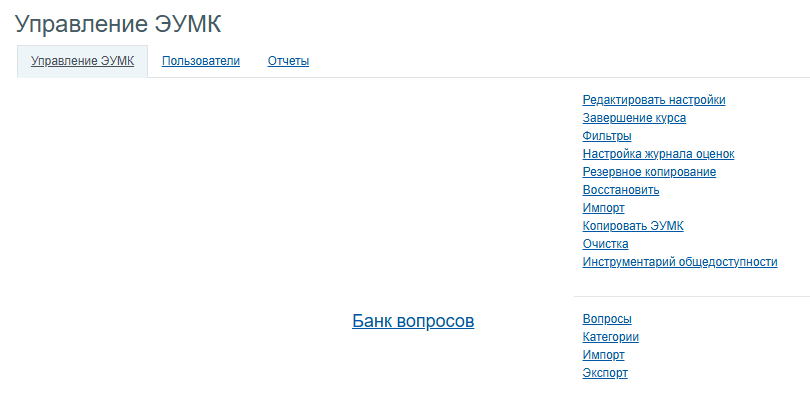 Управление ЭУМК
Управление ЭУМК Пользователи Отчеты
Редактировать настройки
Завершение курса
Фильтры
Настройка журнала оценок
Резервное копирование
Восстановить
Импорт
Копировать ЭУМК
Очистка
Инструментарий общедоступности
Банк вопросов
Вопросы
Категории
Импорт
Экспорт